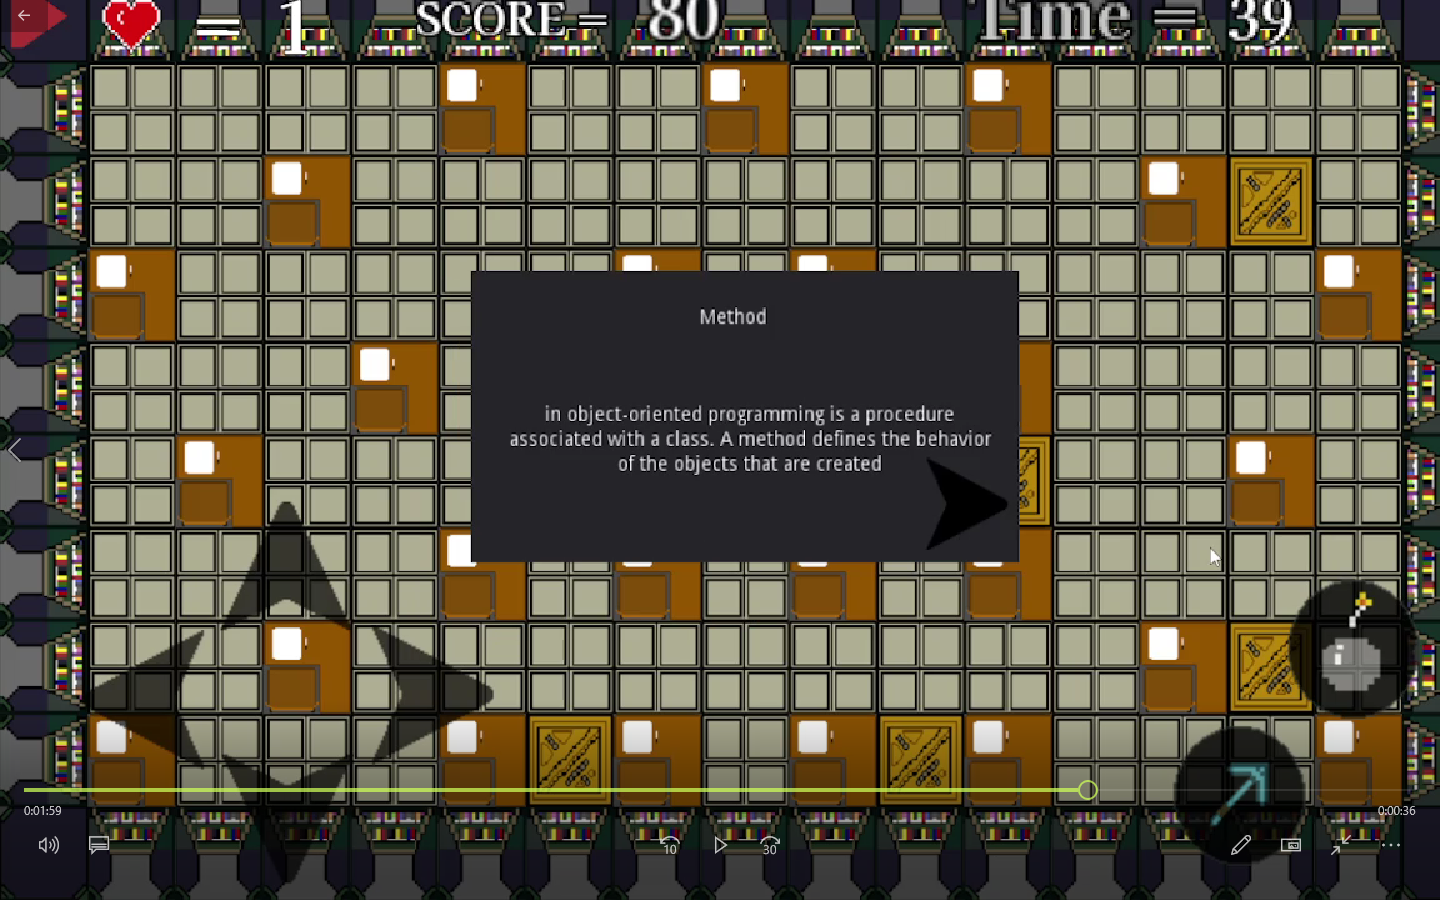 = 1 SCORE = 80 Time = 39
Method
in object-oriented programming is a procedure
associated with a class. A method defines the behavior
of the objects that are created
0:01:59 0:00:36
10 30